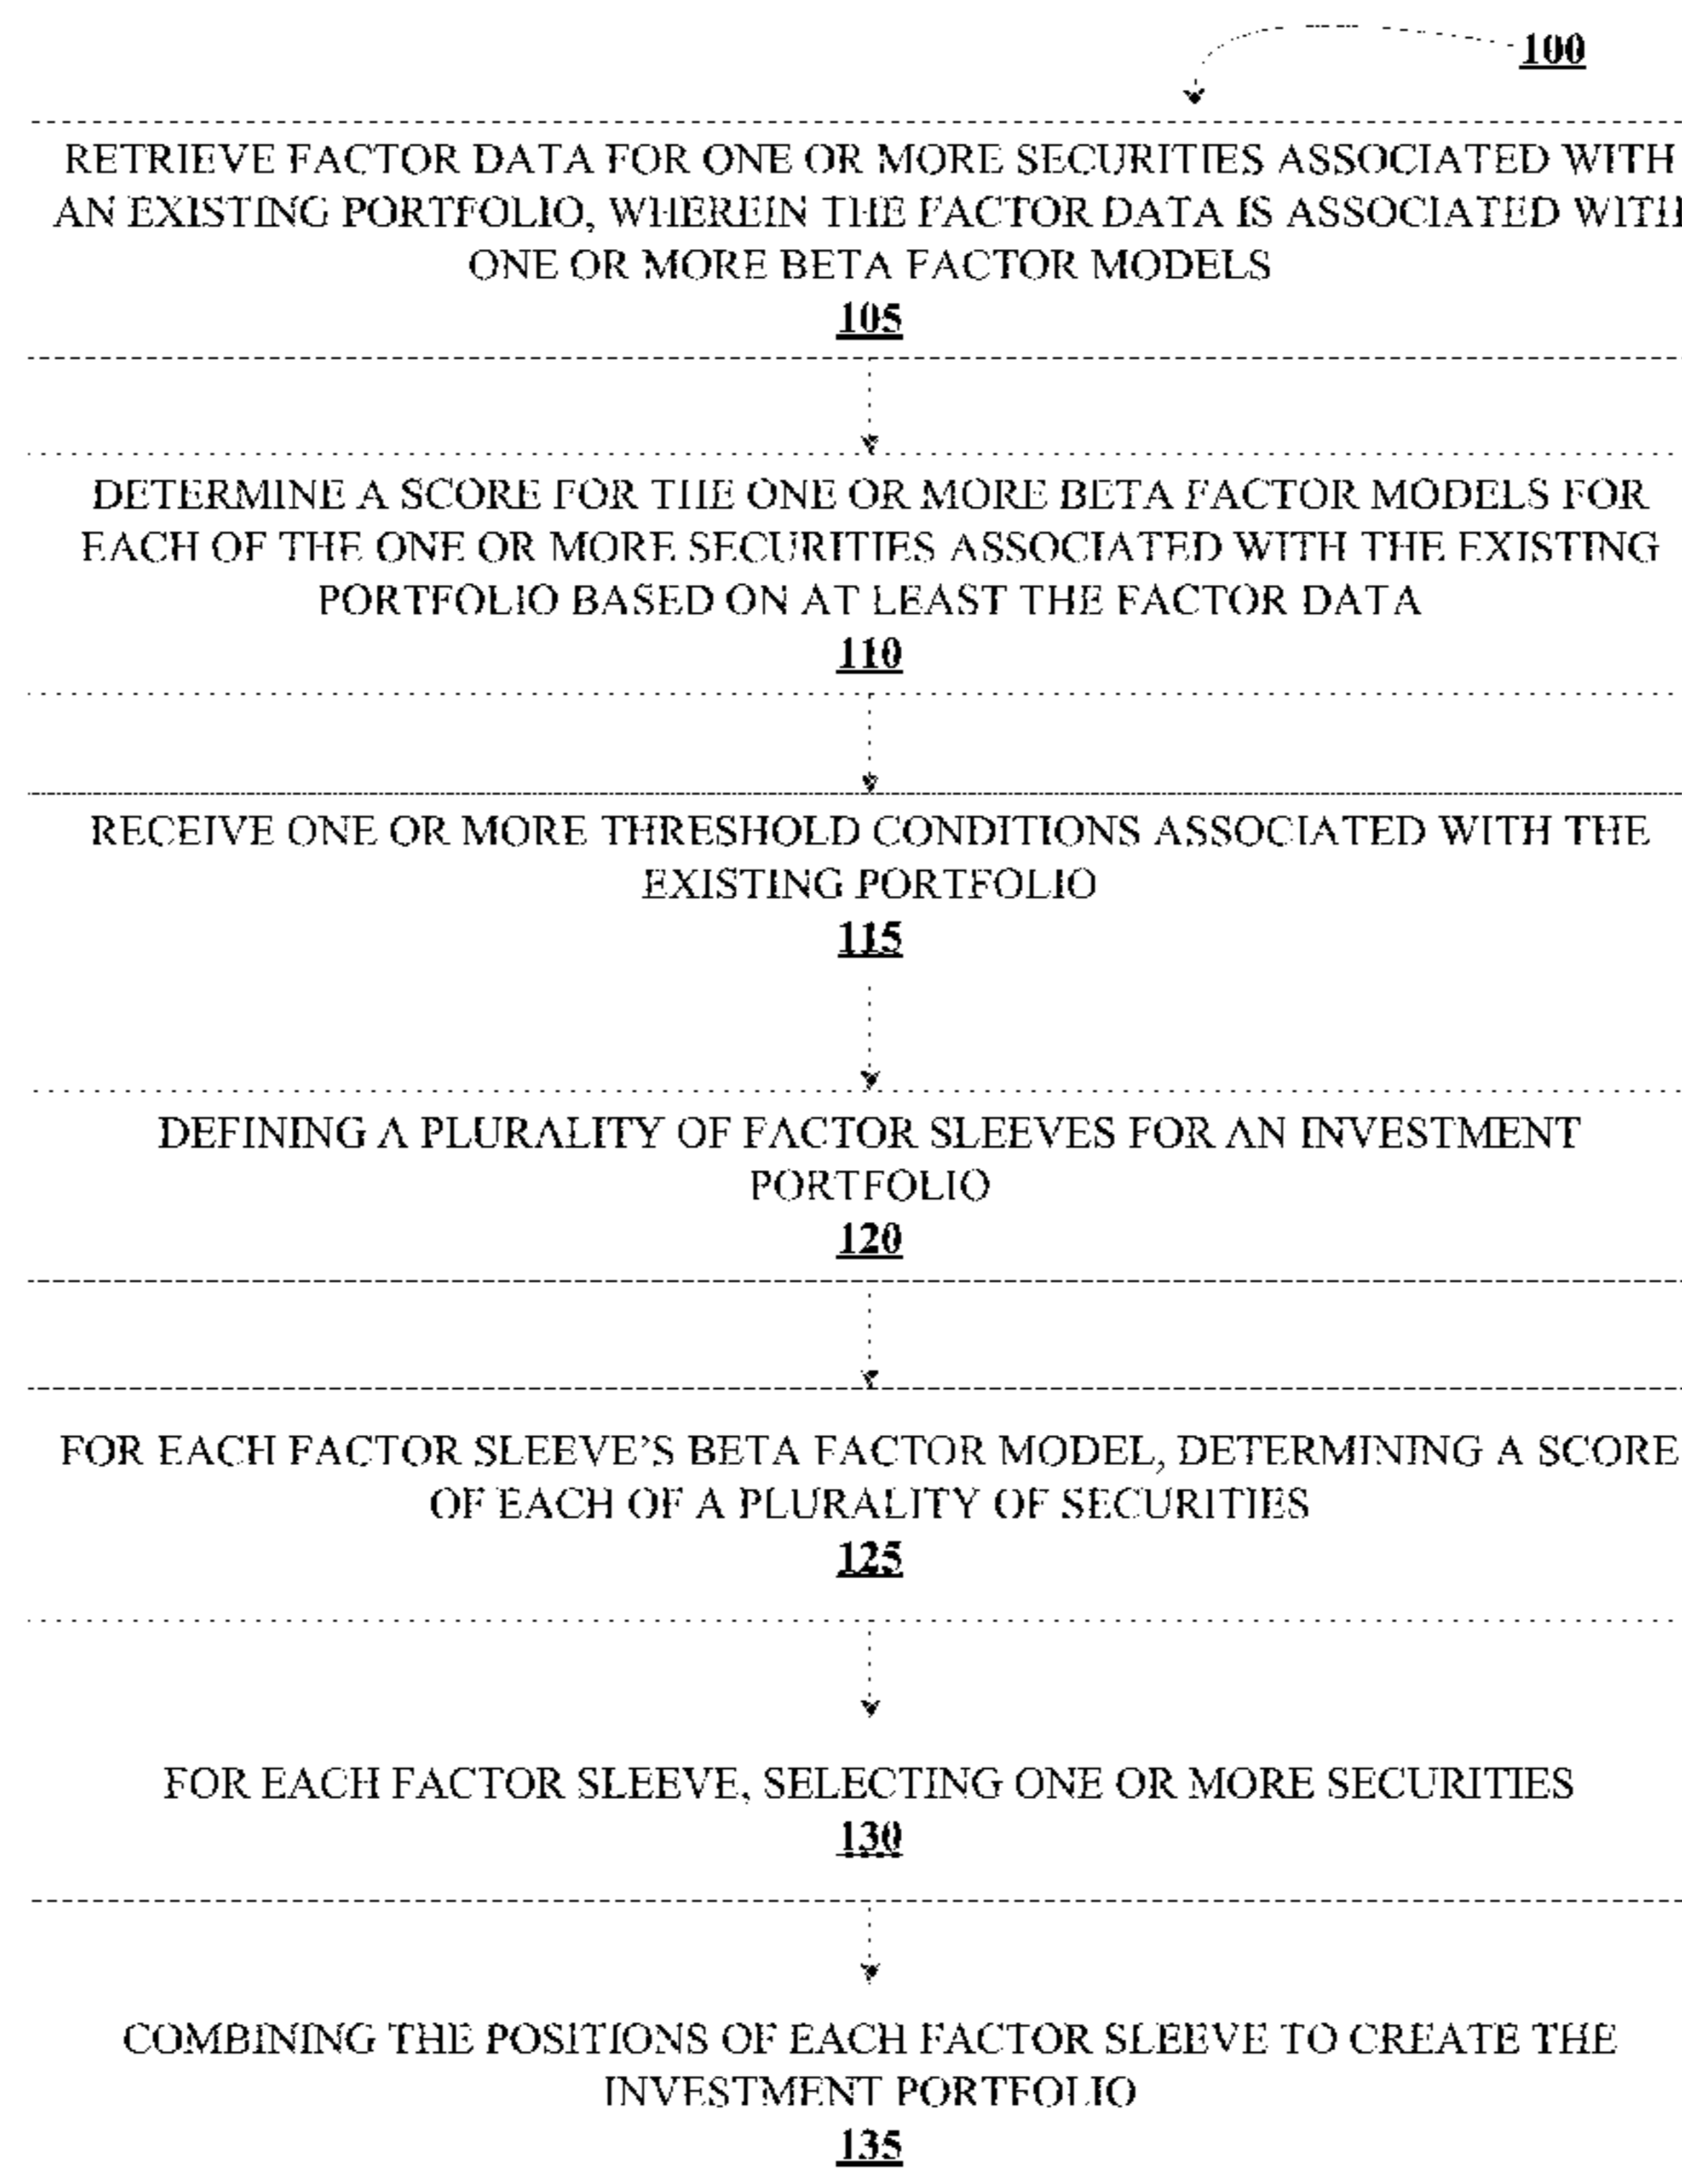 100
RETRIEVE FACTOR DATA FOR ONE OR MORE SECURITIES ASSOCIATED WITH
AN EXISTING PORTFOLIO, WHEREIN THE FACTOR DATA IS ASSOCIATED WITH
ONE OR MORE BETA FACTOR MODELS
105
DETERMINE A SCORE FOR THE ONE OR MORE BETA FACTOR MODELS FOR
EACH OF THE ONE OR MORE SECURITIES ASSOCIATED WITH THE EXISTING
PORTFOLIO BASED ON AT LEAST THE FACTOR DATA
110
RECEIVE ONE OR MORE THRESHOLD CONDITIONS ASSOCIATED WITH THE
EXISTING PORTFOLIO
115
DEFINING A PLURALITY OF FACTOR SLEEVES FOR AN INVESTMENT
PORTFOLIO
120
FOR EACH FACTOR SLEEVE'S BETA FACTOR MODEL, DETERMINING A SCORE
OF EACH OF A PLURALITY OF SECURITIES
125
FOR EACH FACTOR SLEEVE, SELECTING ONE OR MORE SECURITIES
130
COMBINING THE POSITIONS OF EACH FACTOR SLEEVE TO CREATE THE
INVESTMENT PORTFOLIO
135